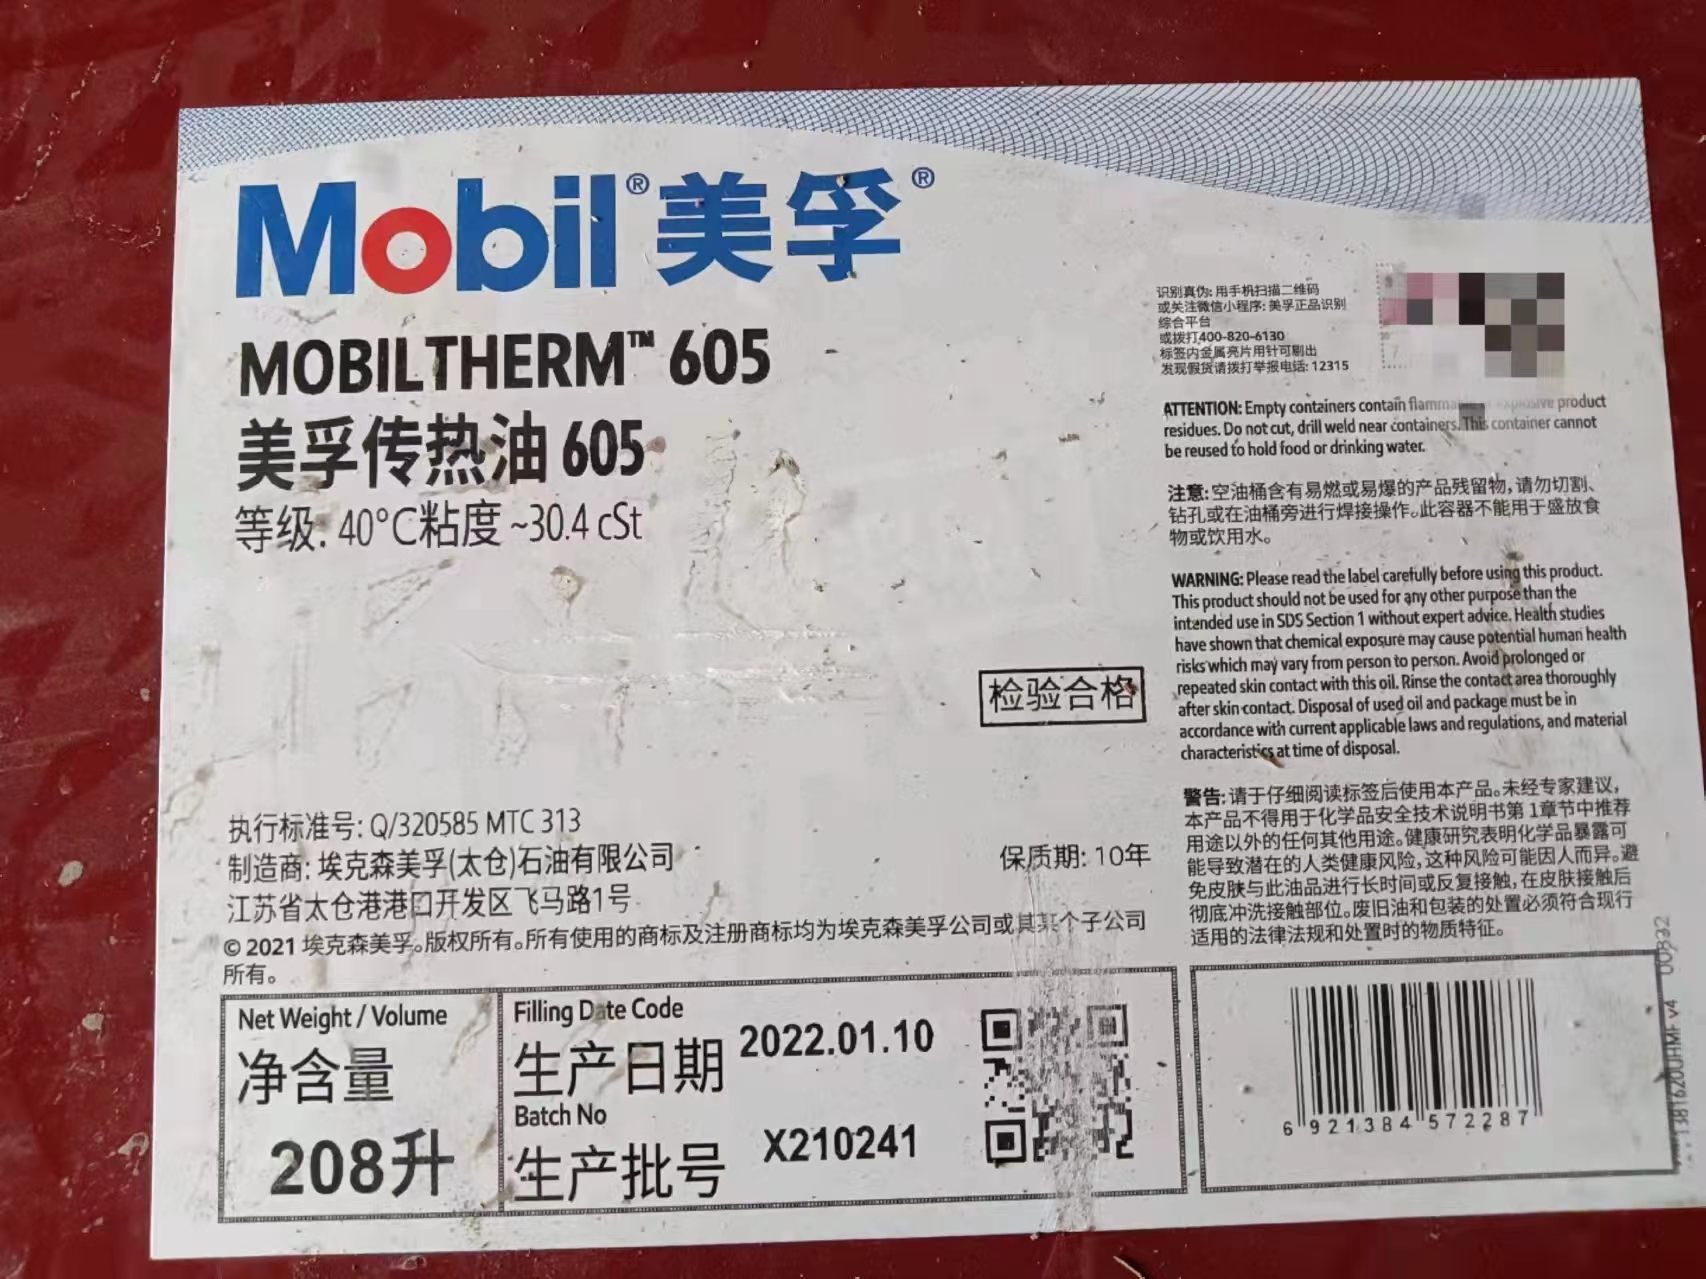 Mobil®美孚®
MOBILTHERM™ 605
美孚传热油 605
等级: 40°C粘度 ~30.4 cSt
检验合格
执行标准号: Q/320585 MTC 313
制造商: 埃克森美孚(太仓)石油有限公司
江苏省太仓港港口开发区飞马路1号
保质期: 10年
© 2021 埃克森美孚。版权所有。所有使用的商标及注册商标均为埃克森美孚公司或其某个子公司
所有。
Net Weight / Volume
净含量
208升
Filling Date Code
生产日期 2022.01.10
Batch No
生产批号 X210241
识别真伪: 用手机扫描二维码
或关注微信小程序: 美孚正品识别
综合平台
或拨打400-820-6130
标签内金属亮片用针可剔出
发现假货请拨打举报电话: 12315
ATTENTION: Empty containers contain explosive product
residues. Do not cut, drill weld near containers. This container cannot
be reused to hold food or drinking water.
注意: 空油桶含有易燃或易爆的产品残留物,请勿切割、
钻孔或在油桶旁进行焊接操作。此容器不能用于盛放食
物或饮用水。
WARNING: Please read the label carefully before using this product.
This product should not be used for any other purpose than the
intended use in SDS Section 1 without expert advice. Health studies
have shown that chemical exposure may cause potential human health
risks which may vary from person to person. Avoid prolonged or
repeated skin contact with this oil. Rinse the contact area thoroughly
after skin contact. Disposal of used oil and package must be in
accordance with current applicable laws and regulations, and material
characteristics at time of disposal.
警告: 请于仔细阅读标签后使用本产品。未经专家建议,
本产品不得用于化学品安全技术说明书第 1章节中推荐
用途以外的任何其他用途。健康研究表明化学品暴露可
能导致潜在的人类健康风险,这种风险可能因人而异。避
免皮肤与此油品进行长时间或反复接触,在皮肤接触后
彻底冲洗接触部位。废旧油和包装的处置必须符合现行
适用的法律法规和处置时的物质特征。
6 921384 572287
v4 00832